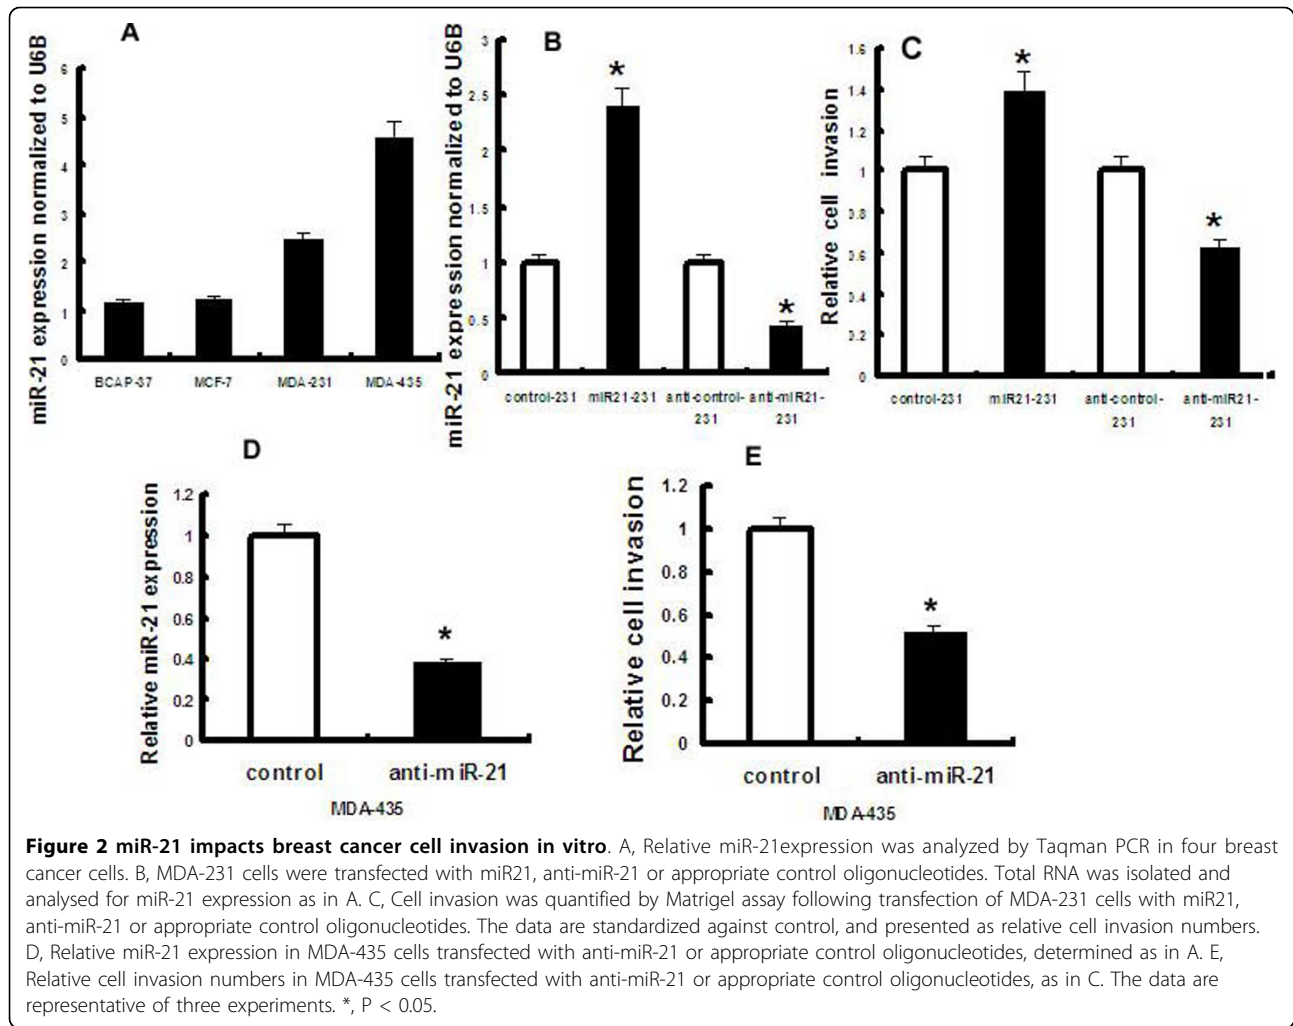 A
miR-21 expression normalized to U6B
6
5
4
3
2
1
0
BCAP-37 MCF-7 MDA-231 MDA-435
B
miR-21 expression normalized to U6B
3
2.5
2
1.5
1
0.5
0
*
*
control-231 miR21-231 anti-control- anti-miR21-
231 231
C
Relative cell invasion
1.6
1.4
1.2
1
0.8
0.6
0.4
0.2
0
*
*
control-231 miR21-231 anti-control- anti-miR21-
231 231
D
Relative miR-21 expression
1.2
1
0.8
0.6
0.4
0.2
0
*
control anti-miR-21
MDA-435
E
Relative cell invasion
1.2
1
0.8
0.6
0.4
0.2
0
*
control anti-miR-21
MDA-435
Figure 2 miR-21 impacts breast cancer cell invasion in vitro. A, Relative miR-21expression was analyzed by Taqman PCR in four breast
cancer cells. B, MDA-231 cells were transfected with miR21, anti-miR-21 or appropriate control oligonucleotides. Total RNA was isolated and
analysed for miR-21 expression as in A. C, Cell invasion was quantified by Matrigel assay following transfection of MDA-231 cells with miR21,
anti-miR-21 or appropriate control oligonucleotides. The data are standardized against control, and presented as relative cell invasion numbers.
D, Relative miR-21 expression in MDA-435 cells transfected with anti-miR-21 or appropriate control oligonucleotides, determined as in A. E,
Relative cell invasion numbers in MDA-435 cells transfected with anti-miR-21 or appropriate control oligonucleotides, as in C. The data are
representative of three experiments. *, P < 0.05.